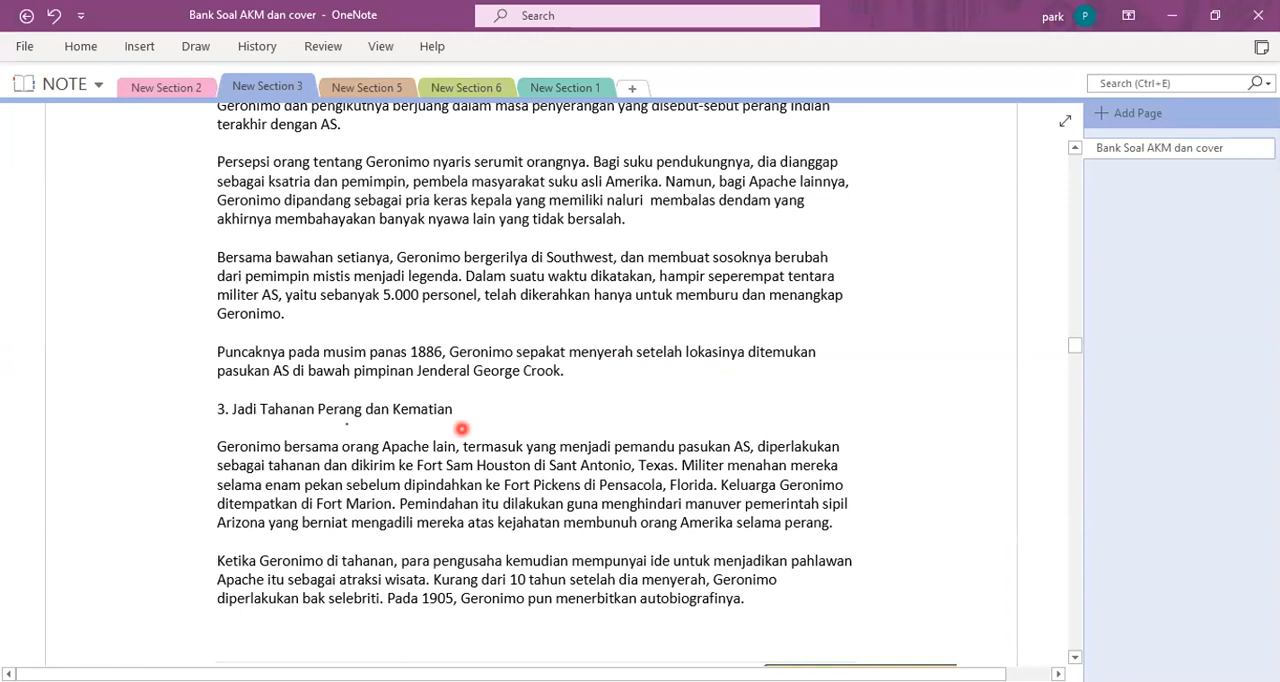 Bank Soal AKM dan cover - OneNote
Search
park
P
File Home Insert Draw History Review View Help
NOTE
New Section 2
New Section 3
New Section 5
New Section 6
New Section 1
Search (Ctrl+E)
Add Page
Bank Soal AKM dan cover
Geronimo dan pengikutnya berjuang dalam masa penyerangan yang disebut-sebut perang Indian
terakhir dengan AS.
Persepsi orang tentang Geronimo nyaris serumit orangnya. Bagi suku pendukungnya, dia dianggap
sebagai ksatria dan pemimpin, pembela masyarakat suku asli Amerika. Namun, bagi Apache lainnya,
Geronimo dipandang sebagai pria keras kepala yang memiliki naluri membalas dendam yang
akhirnya membahayakan banyak nyawa lain yang tidak bersalah.
Bersama bawahan setianya, Geronimo bergerilya di Southwest, dan membuat sosoknya berubah
dari pemimpin mistis menjadi legenda. Dalam suatu waktu dikatakan, hampir seperempat tentara
militer AS, yaitu sebanyak 5.000 personel, telah dikerahkan hanya untuk memburu dan menangkap
Geronimo.
Puncaknya pada musim panas 1886, Geronimo sepakat menyerah setelah lokasinya ditemukan
pasukan AS di bawah pimpinan Jenderal George Crook.
3. Jadi Tahanan Perang dan Kematian
Geronimo bersama orang Apache lain, termasuk yang menjadi pemandu pasukan AS, diperlakukan
sebagai tahanan dan dikirim ke Fort Sam Houston di Sant Antonio, Texas. Militer menahan mereka
selama enam pekan sebelum dipindahkan ke Fort Pickens di Pensacola, Florida. Keluarga Geronimo
ditempatkan di Fort Marion. Pemindahan itu dilakukan guna menghindari manuver pemerintah sipil
Arizona yang berniat mengadili mereka atas kejahatan membunuh orang Amerika selama perang.
Ketika Geronimo di tahanan, para pengusaha kemudian mempunyai ide untuk menjadikan pahlawan
Apache itu sebagai atraksi wisata. Kurang dari 10 tahun setelah dia menyerah, Geronimo
diperlakukan bak selebriti. Pada 1905, Geronimo pun menerbitkan autobiografinya.